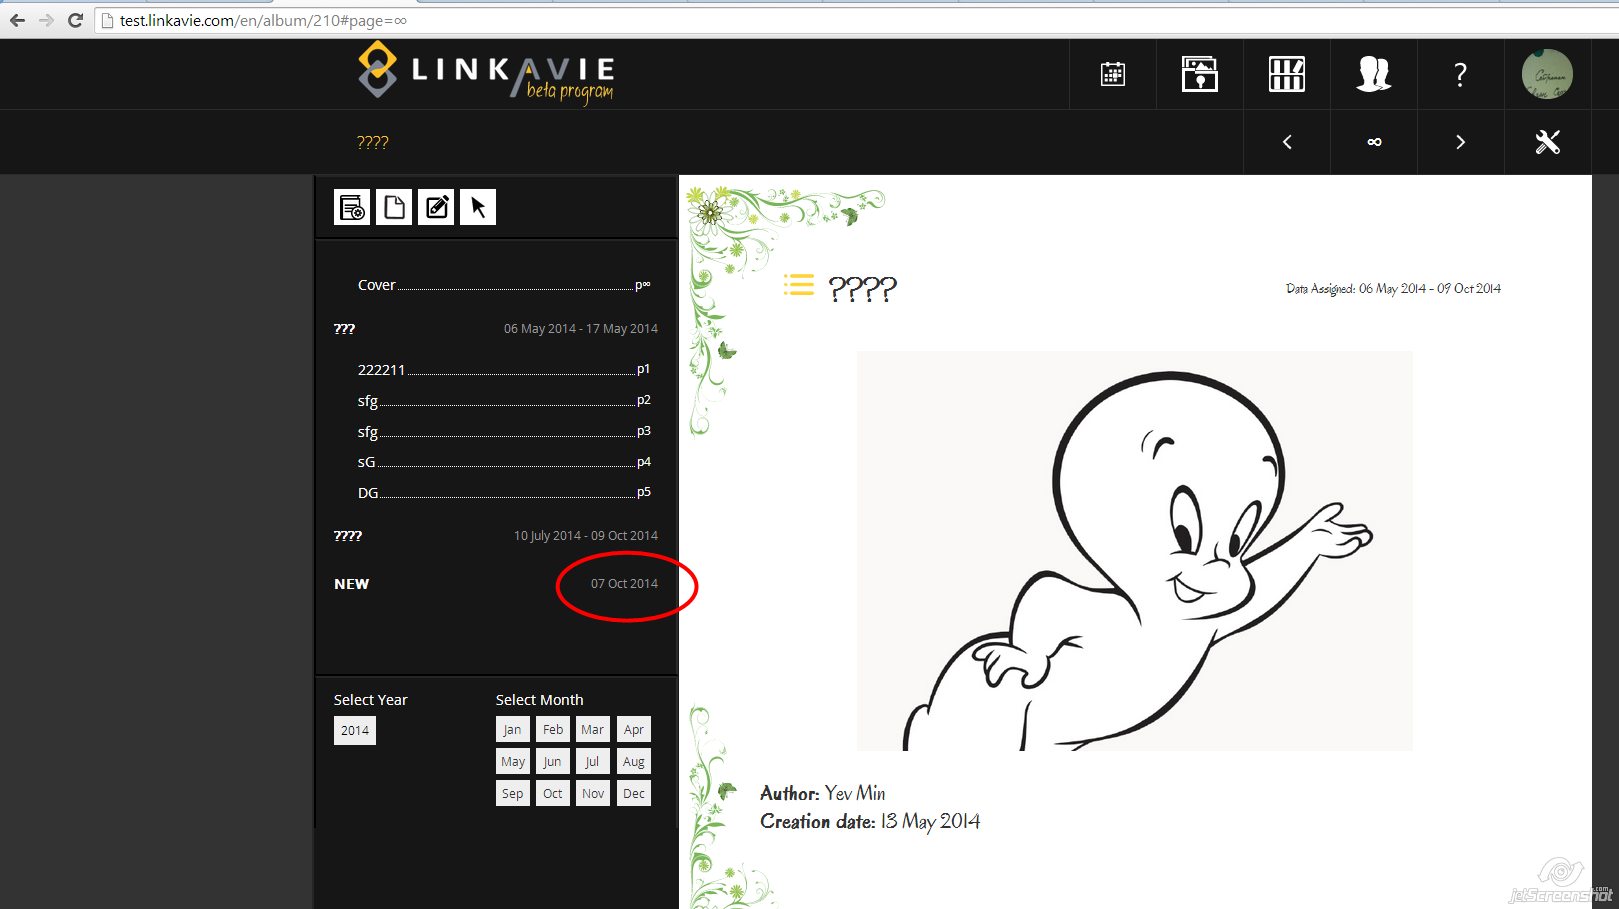 test.linkavie.com/en/album/210#page=∞
LINKAVIE
beta program
?
????
∞
Cover p∞
??? 06 May 2014 - 17 May 2014
222211 p1
sfg p2
sfg p3
sG p4
DG p5
???? 10 July 2014 - 09 Oct 2014
NEW 07 Oct 2014
Select Year Select Month
2014 Jan Feb Mar Apr
May Jun Jul Aug
Sep Oct Nov Dec
???? Data Assigned: 06 May 2014 - 09 Oct 2014
Author: Yev Min
Creation date: 13 May 2014
jetScreenshot.com